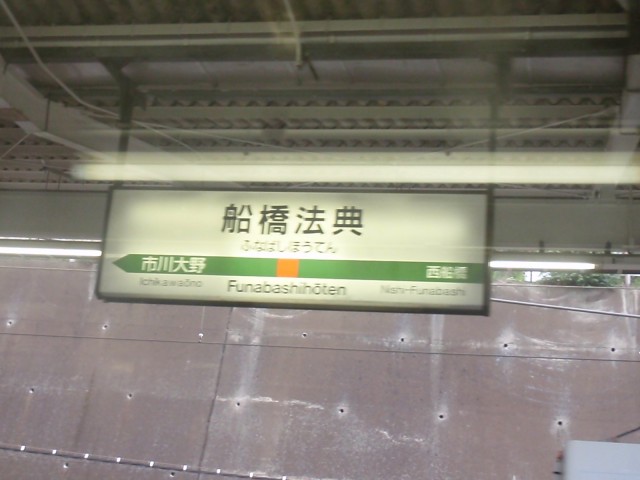 船橋法典
ふなばしほうてん
市川大野 西船橋
Ichikawaōno Funabashihōten Nishi-Funabashi